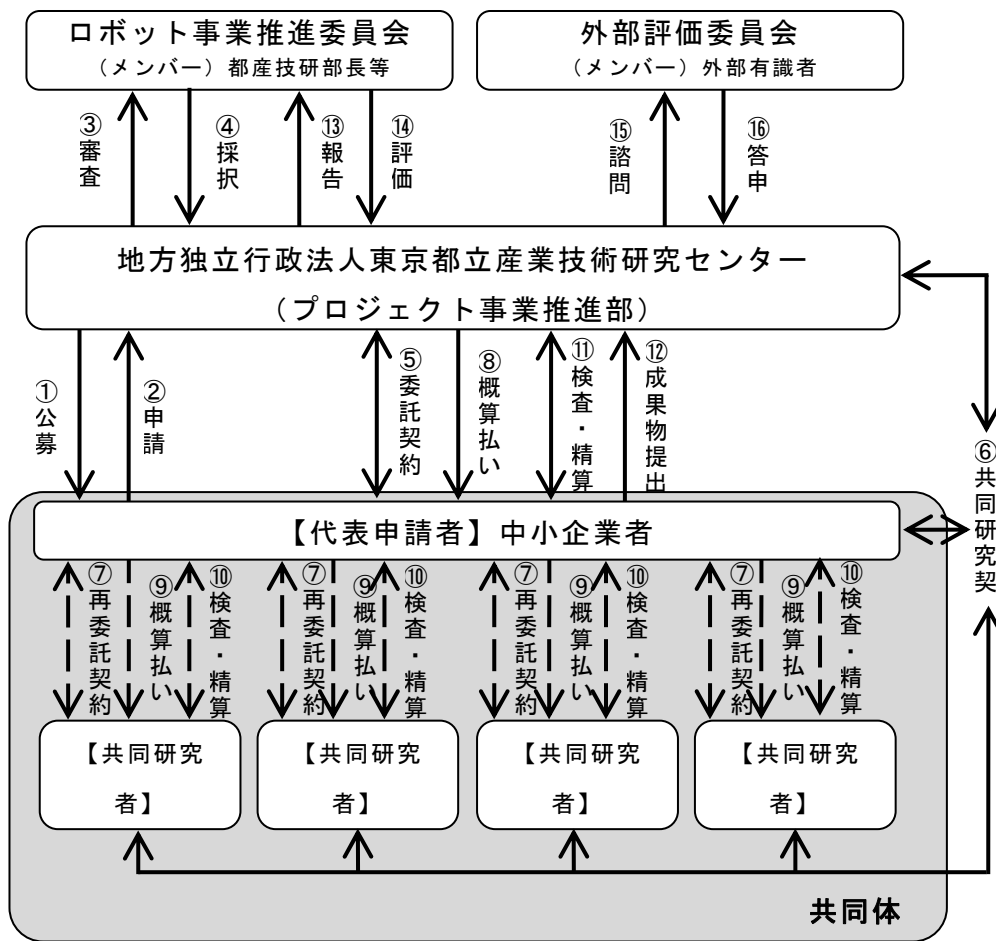 ロボット事業推進委員会
（メンバー）都産技研部長等
外部評価委員会
（メンバー）外部有識者
③審査
④採択
⑬報告
⑭評価
⑮諮問
⑯答申
地方独立行政法人東京都立産業技術研究センター
（プロジェクト事業推進部）
①公募
②申請
⑤委託契約
⑧概算払い
⑪検査・精算
⑫成果物提出
⑥共同研究契
【代表申請者】中小企業者
⑦再委託契約
⑨概算払い
⑩検査・精算
⑦再委託契約
⑨概算払い
⑩検査・精算
⑦再委託契約
⑨概算払い
⑩検査・精算
⑦再委託契約
⑨概算払い
⑩検査・精算
【共同研究
者】
【共同研究
者】
【共同研究
者】
【共同研究
者】
共同体